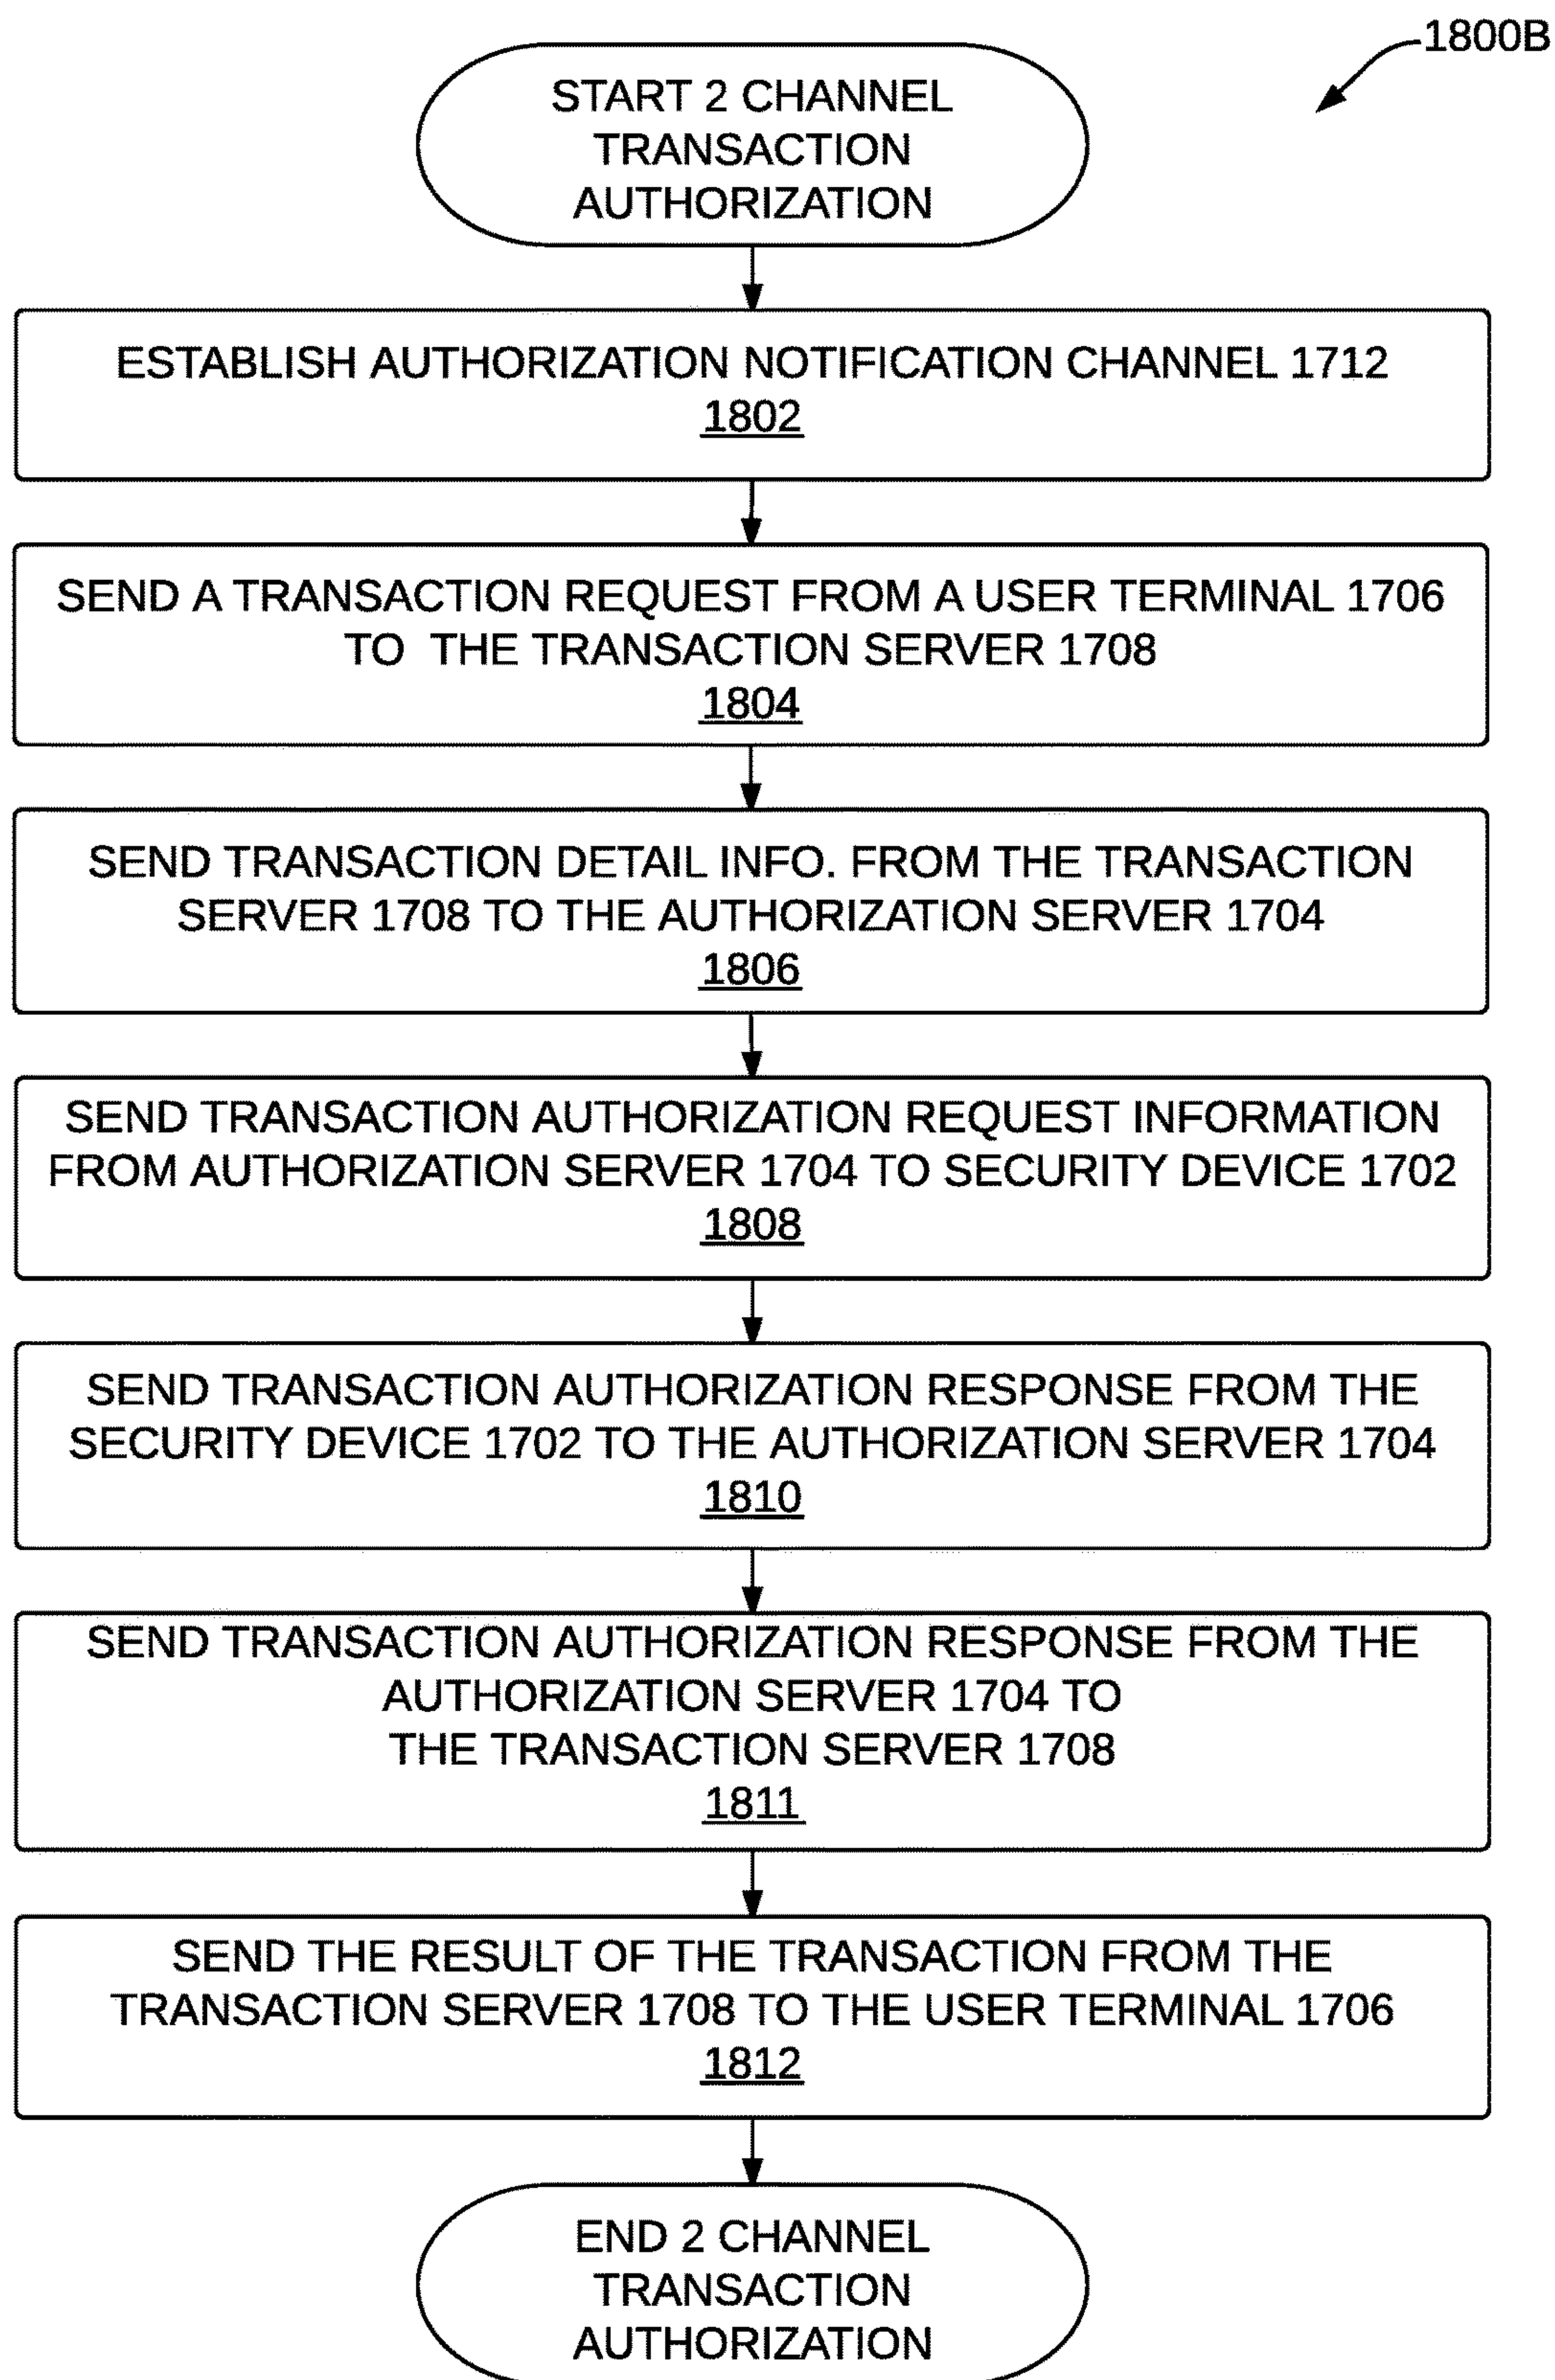 1800B
START 2 CHANNEL
TRANSACTION
AUTHORIZATION
ESTABLISH AUTHORIZATION NOTIFICATION CHANNEL 1712
1802
SEND A TRANSACTION REQUEST FROM A USER TERMINAL 1706
TO THE TRANSACTION SERVER 1708
1804
SEND TRANSACTION DETAIL INFO. FROM THE TRANSACTION
SERVER 1708 TO THE AUTHORIZATION SERVER 1704
1806
SEND TRANSACTION AUTHORIZATION REQUEST INFORMATION
FROM AUTHORIZATION SERVER 1704 TO SECURITY DEVICE 1702
1808
SEND TRANSACTION AUTHORIZATION RESPONSE FROM THE
SECURITY DEVICE 1702 TO THE AUTHORIZATION SERVER 1704
1810
SEND TRANSACTION AUTHORIZATION RESPONSE FROM THE
AUTHORIZATION SERVER 1704 TO
THE TRANSACTION SERVER 1708
1811
SEND THE RESULT OF THE TRANSACTION FROM THE
TRANSACTION SERVER 1708 TO THE USER TERMINAL 1706
1812
END 2 CHANNEL
TRANSACTION
AUTHORIZATION